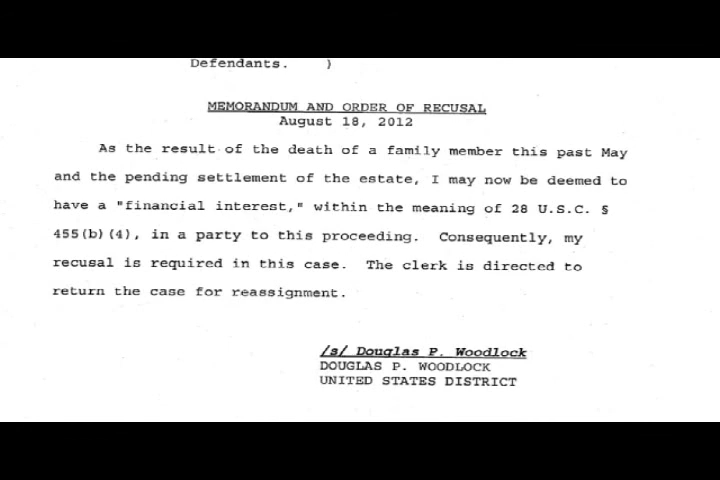 Defendants. )
MEMORANDUM AND ORDER OF RECUSAL
August 18, 2012
As the result of the death of a family member this past May
and the pending settlement of the estate, I may now be deemed to
have a "financial interest," within the meaning of 28 U.S.C. §
455(b)(4), in a party to this proceeding. Consequently, my
recusal is required in this case. The clerk is directed to
return the case for reassignment.
/s/ Douglas P. Woodlock
DOUGLAS P. WOODLOCK
UNITED STATES DISTRICT